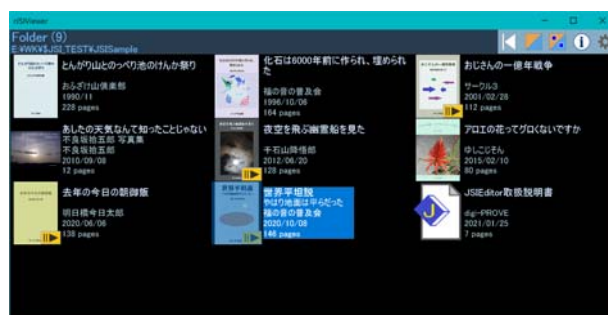 HSIViewer
Folder (9)
E:¥WK¥$JSI_TEST¥JSISample
とんがり山とのっぺり池のけんか祭り
おふざけ山倶楽部
1990/11
228 pages
化石は6000年前に作られ、埋められた
福の音の普及会
1996/10/06
164 pages
おじさんの一億年戦争
サークル3
2001/02/28
112 pages
あしたの天気なんて知ったことじゃない
不良坂拾五郎 写真集
不良坂拾五郎
2010/09/08
12 pages
夜空を飛ぶ幽霊船を見た
千石山降悟郎
2012/06/20
128 pages
アロエの花ってグロくないですか
ゆしごじそん
2015/02/10
80 pages
去年の今日の朝御飯
明日橋今日太郎
2020/06/06
138 pages
世界平坦説
やはり地面は平らだった
福の音の普及会
2020/10/08
146 pages
JSIEditor取扱説明書
digi-PROVE
2021/01/25
7 pages